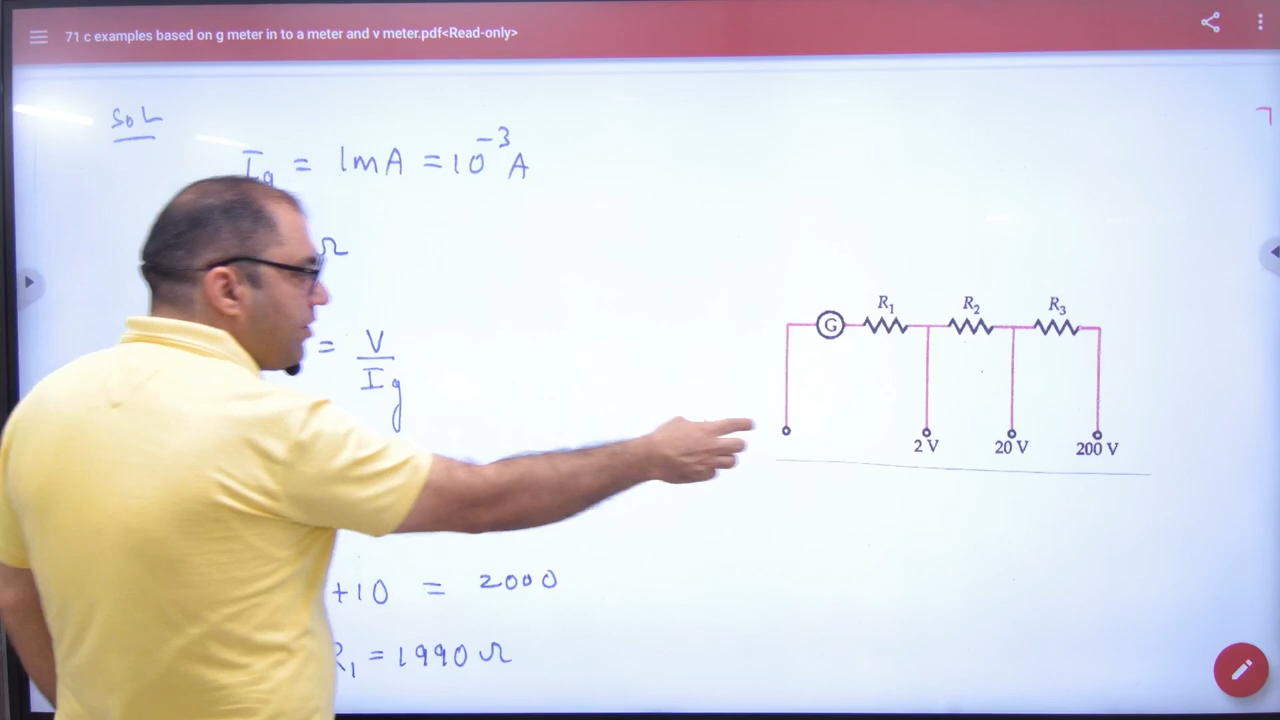 71 c examples based on g meter in to a meter and v meter.pdf<Read-only>
SOL
Ig = 1mA = 10⁻³ A
Ω
= V
Ig
R₁ R₂ R₃
G
2 V 20 V 200 V
+10 = 2000
R₁ = 1990 Ω